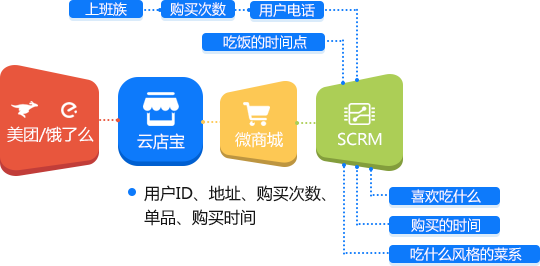 上班族
购买次数
用户电话
吃饭的时间点
美团/饿了么
云店宝
微商城
SCRM
• 用户ID、地址、购买次数、
单品、购买时间
喜欢吃什么
购买的时间
吃什么风格的菜系